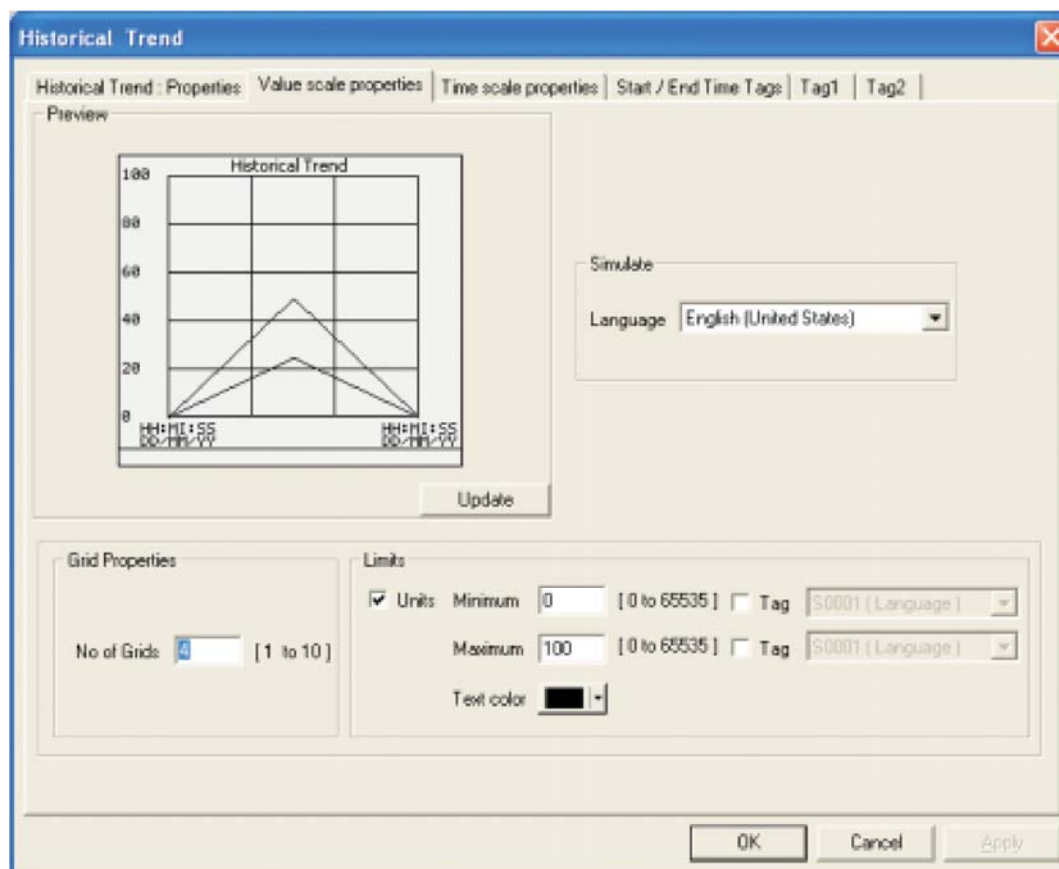 Historical Trend
Historical Trend : Properties Value scale properties Time scale properties Start / End Time Tags Tag1 Tag2
Preview
Historical Trend
100
80
60
40
20
0
HH:MI:SS HH:MI:SS
DD/MM/YY DD/MM/YY
Update
Simulate
Language English (United States)
Grid Properties
No of Grids 4 [ 1 to 10 ]
Limits
Units Minimum 0 [ 0 to 65535 ] Tag S0001 ( Language )
Maximum 100 [ 0 to 65535 ] Tag S0001 ( Language )
Text color
OK Cancel Apply